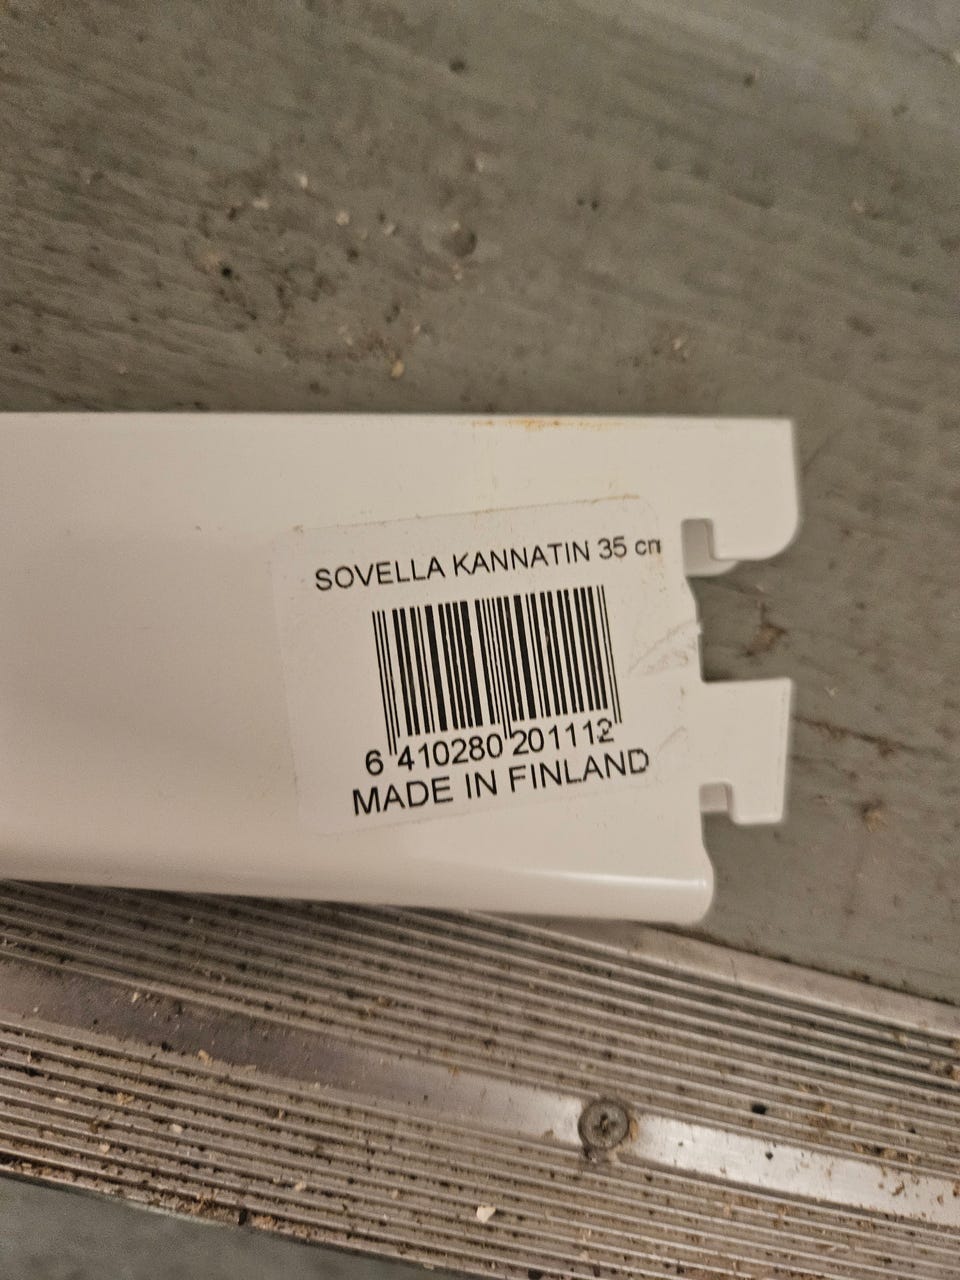 SOVELLA KANNATIN 35 cm
6 410280 201112
MADE IN FINLAND